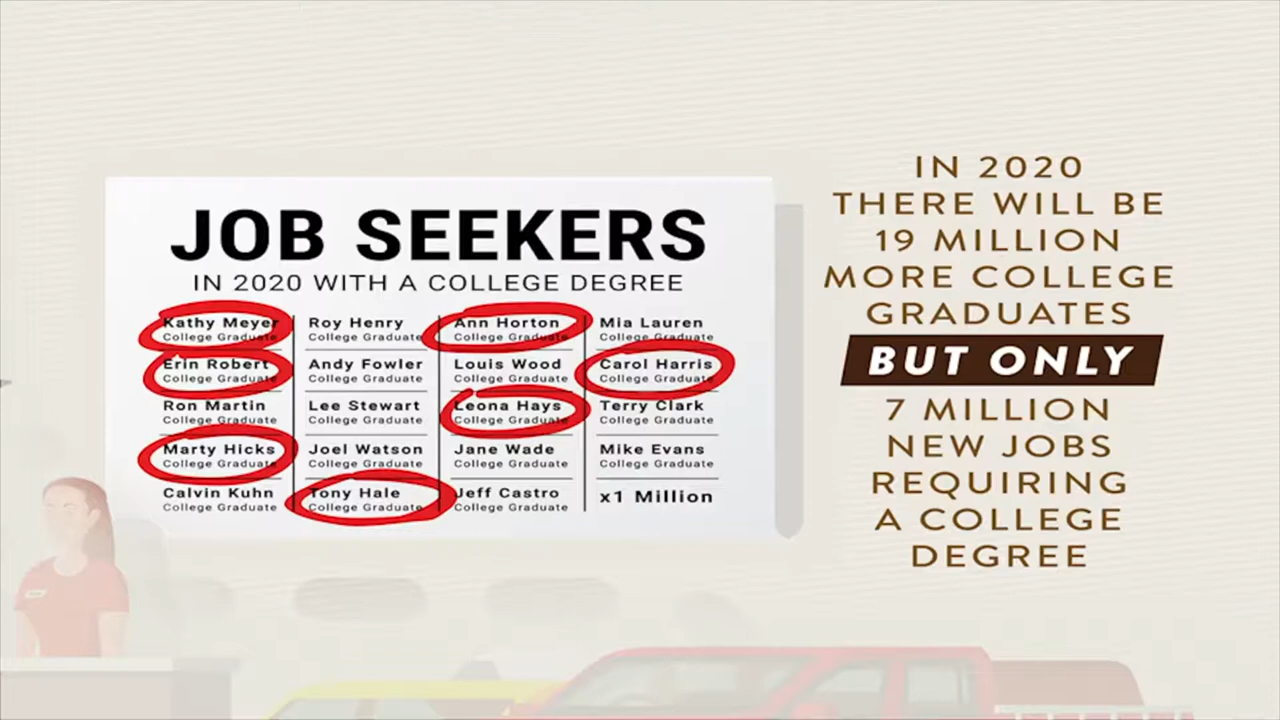 JOB SEEKERS
IN 2020 WITH A COLLEGE DEGREE
Kathy Meyer Roy Henry Ann Horton Mia Lauren
College Graduate College Graduate College Graduate College Graduate
Erin Robert Andy Fowler Louis Wood Carol Harris
College Graduate College Graduate College Graduate College Graduate
Ron Martin Lee Stewart Leona Hays Terry Clark
College Graduate College Graduate College Graduate College Graduate
Marty Hicks Joel Watson Jane Wade Mike Evans
College Graduate College Graduate College Graduate College Graduate
Calvin Kuhn Tony Hale Jeff Castro x1 Million
College Graduate College Graduate College Graduate
IN 2020
THERE WILL BE
19 MILLION
MORE COLLEGE
GRADUATES
BUT ONLY
7 MILLION
NEW JOBS
REQUIRING
A COLLEGE
DEGREE